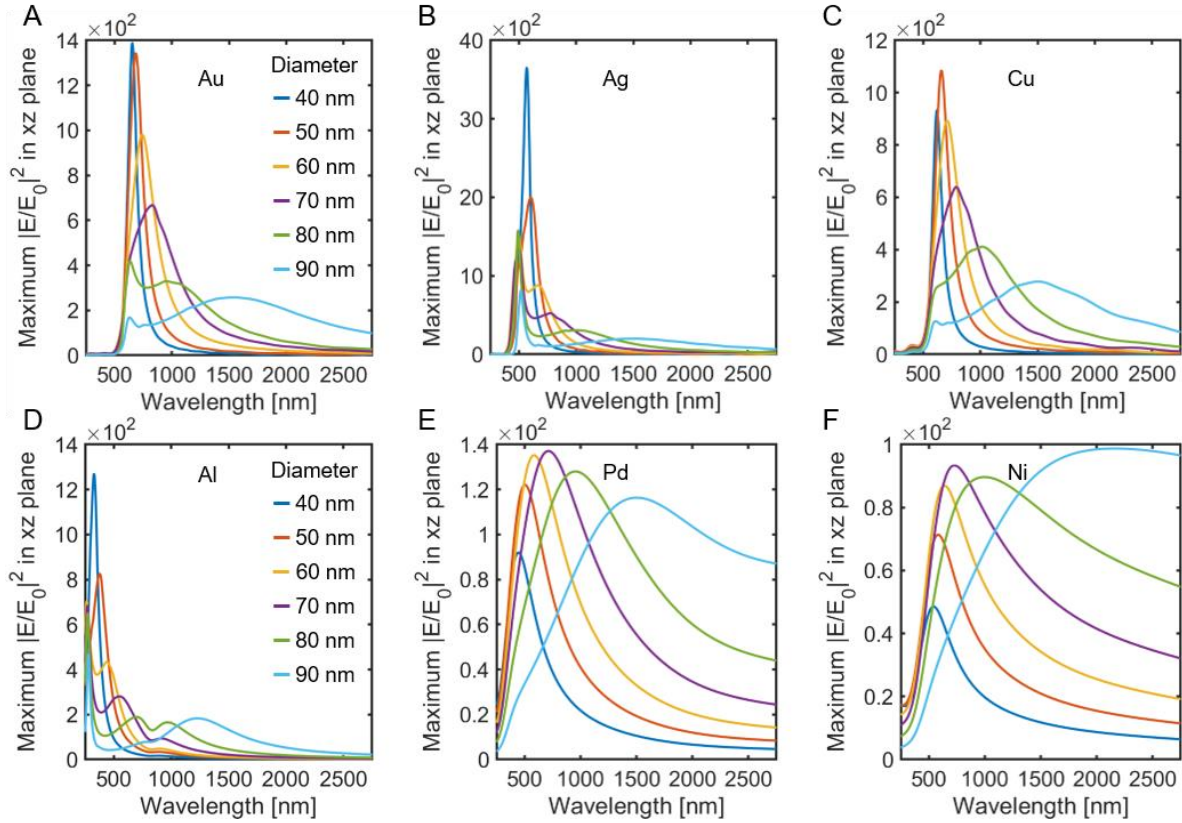 A
×10²
Maximum |E/E₀|² in xz plane
14
12
10
8
6
4
2
0
Au
Diameter
40 nm
50 nm
60 nm
70 nm
80 nm
90 nm
500 1000 1500 2000 2500
Wavelength [nm]
B
×10²
Maximum |E/E₀|² in xz plane
40
30
20
10
0
Ag
500 1000 1500 2000 2500
Wavelength [nm]
C
×10²
Maximum |E/E₀|² in xz plane
12
10
8
6
4
2
0
Cu
500 1000 1500 2000 2500
Wavelength [nm]
D
×10²
Maximum |E/E₀|² in xz plane
14
12
10
8
6
4
2
0
Al
Diameter
40 nm
50 nm
60 nm
70 nm
80 nm
90 nm
500 1000 1500 2000 2500
Wavelength [nm]
E
×10²
Maximum |E/E₀|² in xz plane
1.4
1.2
1
0.8
0.6
0.4
0.2
0
Pd
500 1000 1500 2000 2500
Wavelength [nm]
F
×10²
Maximum |E/E₀|² in xz plane
1
0.8
0.6
0.4
0.2
0
Ni
500 1000 1500 2000 2500
Wavelength [nm]